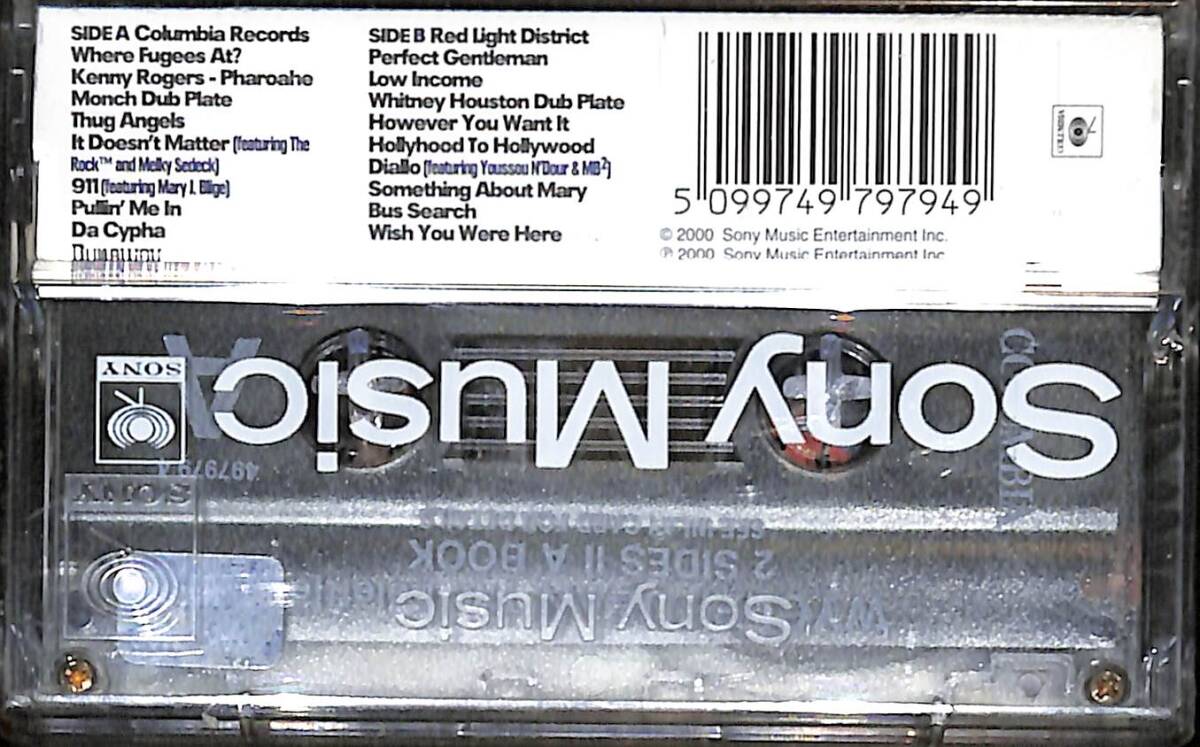 SIDE A Columbia Records
Where Fugees At?
Kenny Rogers - Pharoahe
Monch Dub Plate
Thug Angels
It Doesn't Matter (featuring The
Rock™ and Melky Sedeck)
911 (featuring Mary J. Blige)
Pullin' Me In
Da Cypha
Runaway
SIDE B Red Light District
Perfect Gentleman
Low Income
Whitney Houston Dub Plate
However You Want It
Hollyhood To Hollywood
Diallo (featuring Youssou N'Dour & MB²)
Something About Mary
Bus Search
Wish You Were Here
5 099749 797949
© 2000 Sony Music Entertainment Inc.
℗ 2000 Sony Music Entertainment Inc
COLUMBIA
Sony Music
SONY
A
497979 4
SONY
2 SIDES II A BOOK
Sony Music